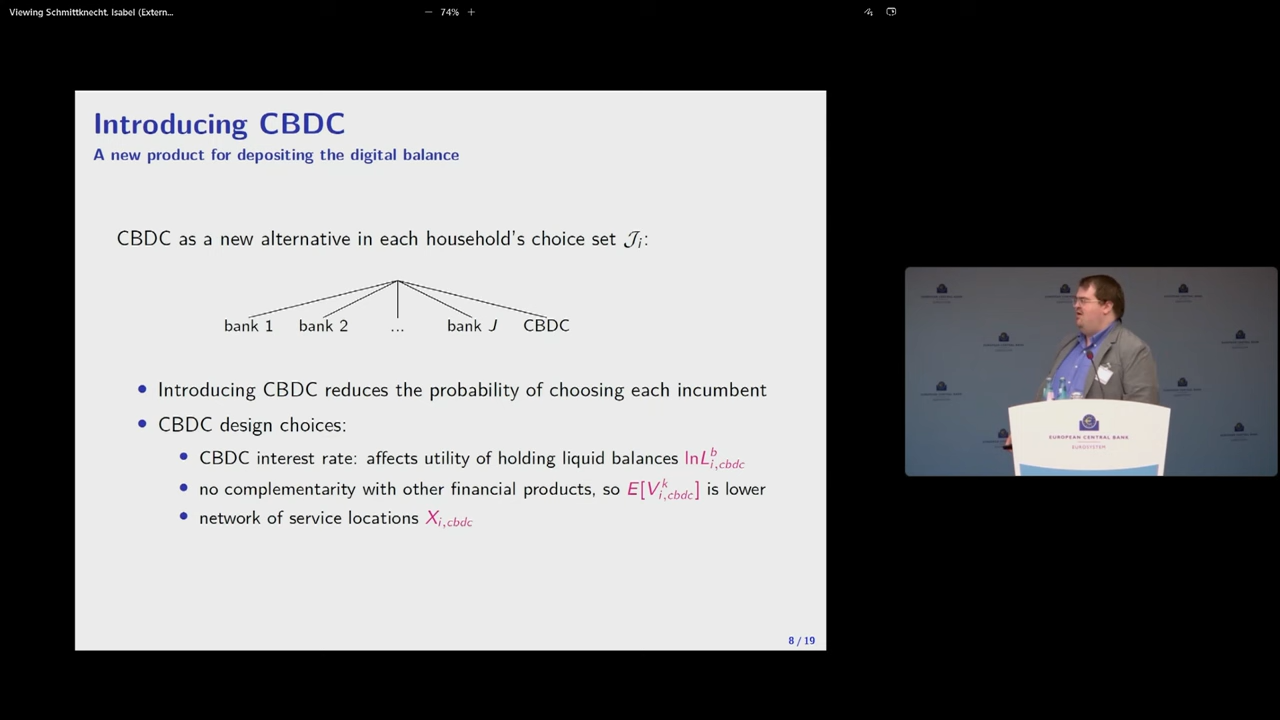 Viewing Schmittknecht, Isabel (Extern...
− 74% +
Introducing CBDC
A new product for depositing the digital balance
CBDC as a new alternative in each household's choice set 𝒥ᵢ:
bank 1 bank 2 ... bank J CBDC
• Introducing CBDC reduces the probability of choosing each incumbent
• CBDC design choices:
• CBDC interest rate: affects utility of holding liquid balances lnL^b_{i,cbdc}
• no complementarity with other financial products, so E[V^k_{i,cbdc}] is lower
• network of service locations X_{i,cbdc}
8 / 19
EUROPEAN CENTRAL BANK
EUROSYSTEM